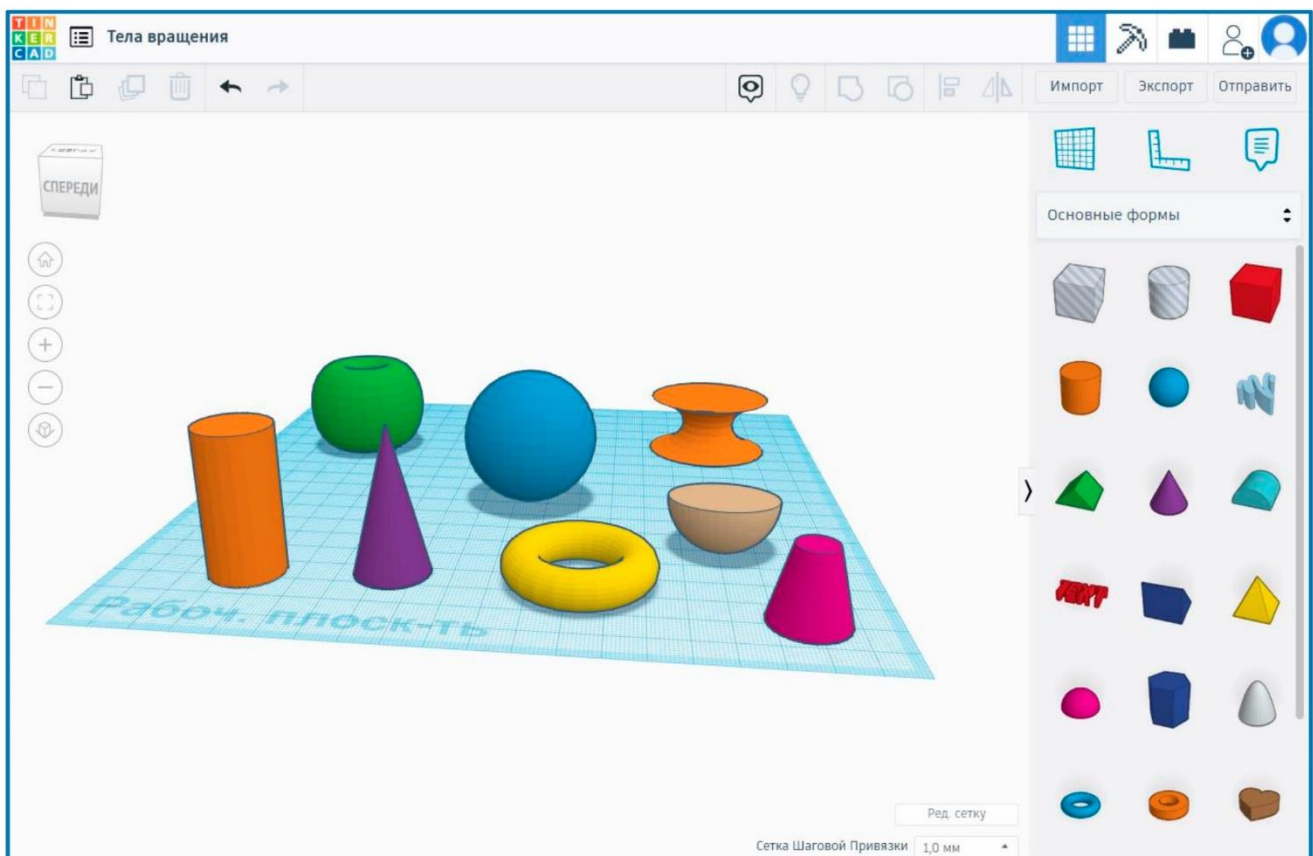 TIN
KER
CAD
Тела вращения
Импорт
Экспорт
Отправить
СПЕРЕДИ
Основные формы
TEXT
Рабоч. плоск-ть
Ред. сетку
Сетка Шаговой Привязки 1,0 мм